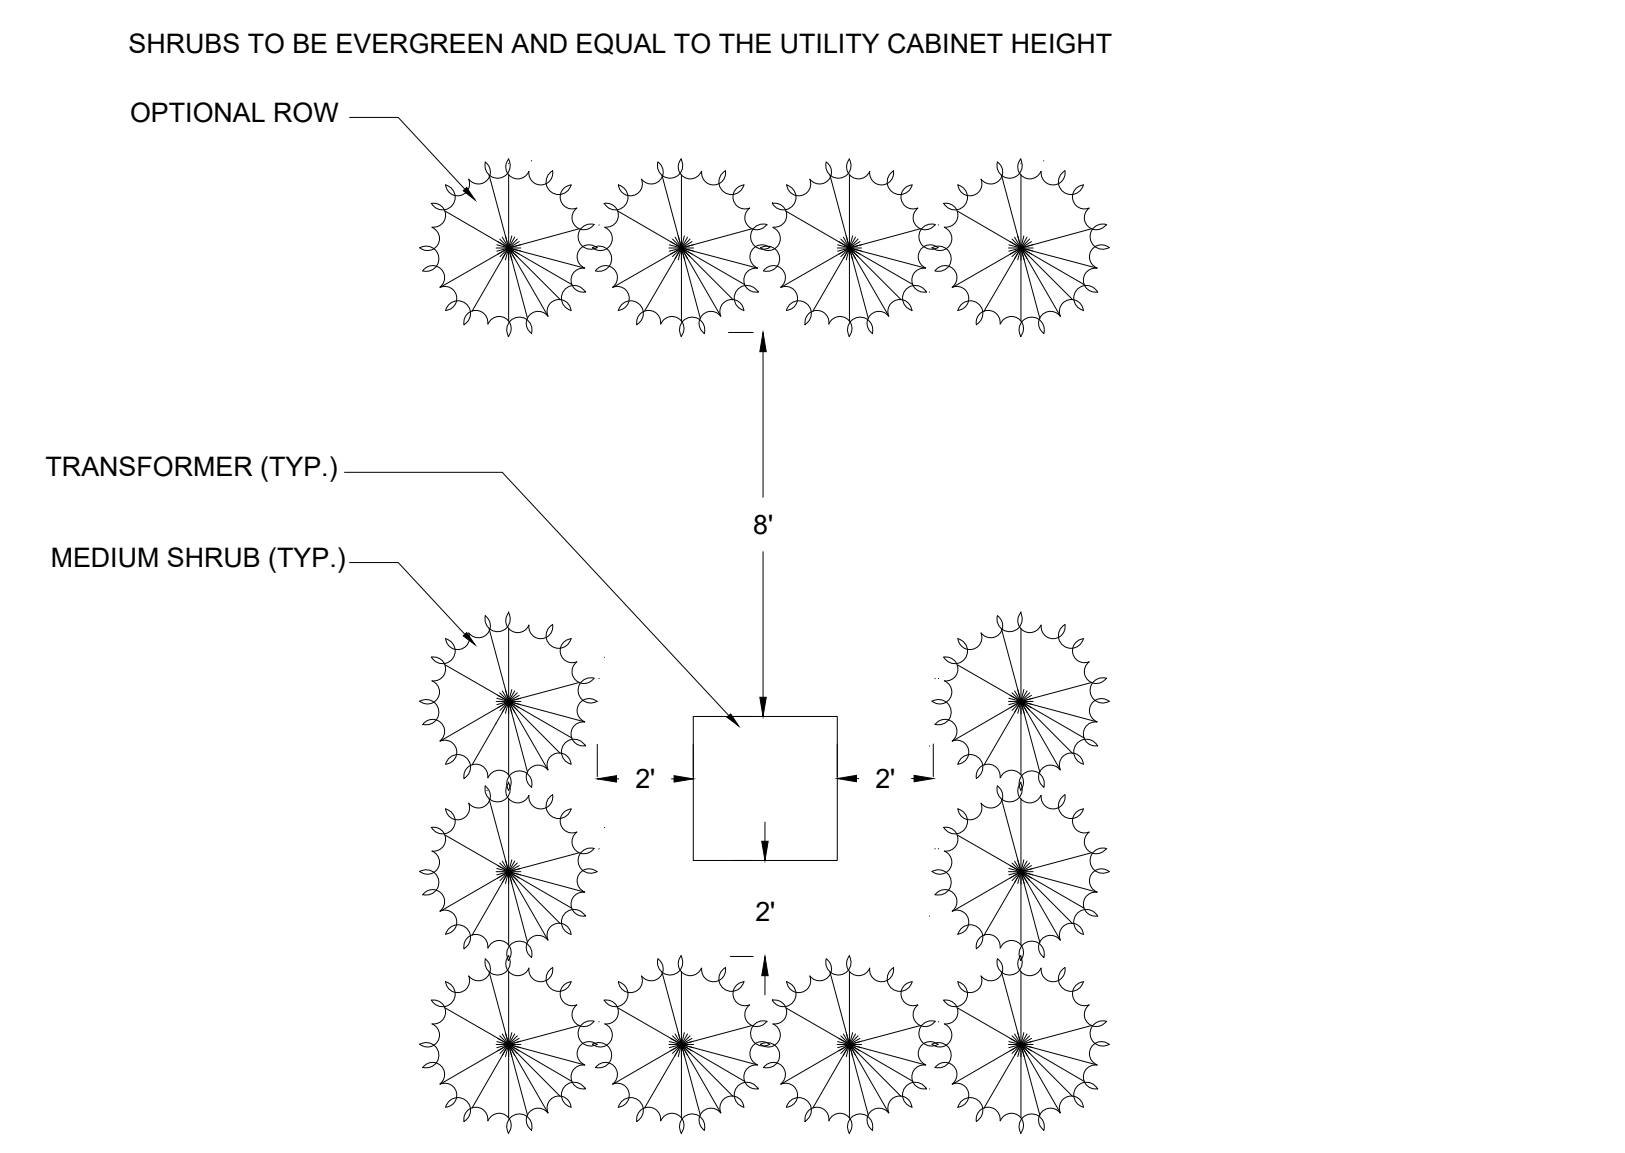 SHRUBS TO BE EVERGREEN AND EQUAL TO THE UTILITY CABINET HEIGHT
OPTIONAL ROW
TRANSFORMER (TYP.)
8'
MEDIUM SHRUB (TYP.)
2'
2'
2'